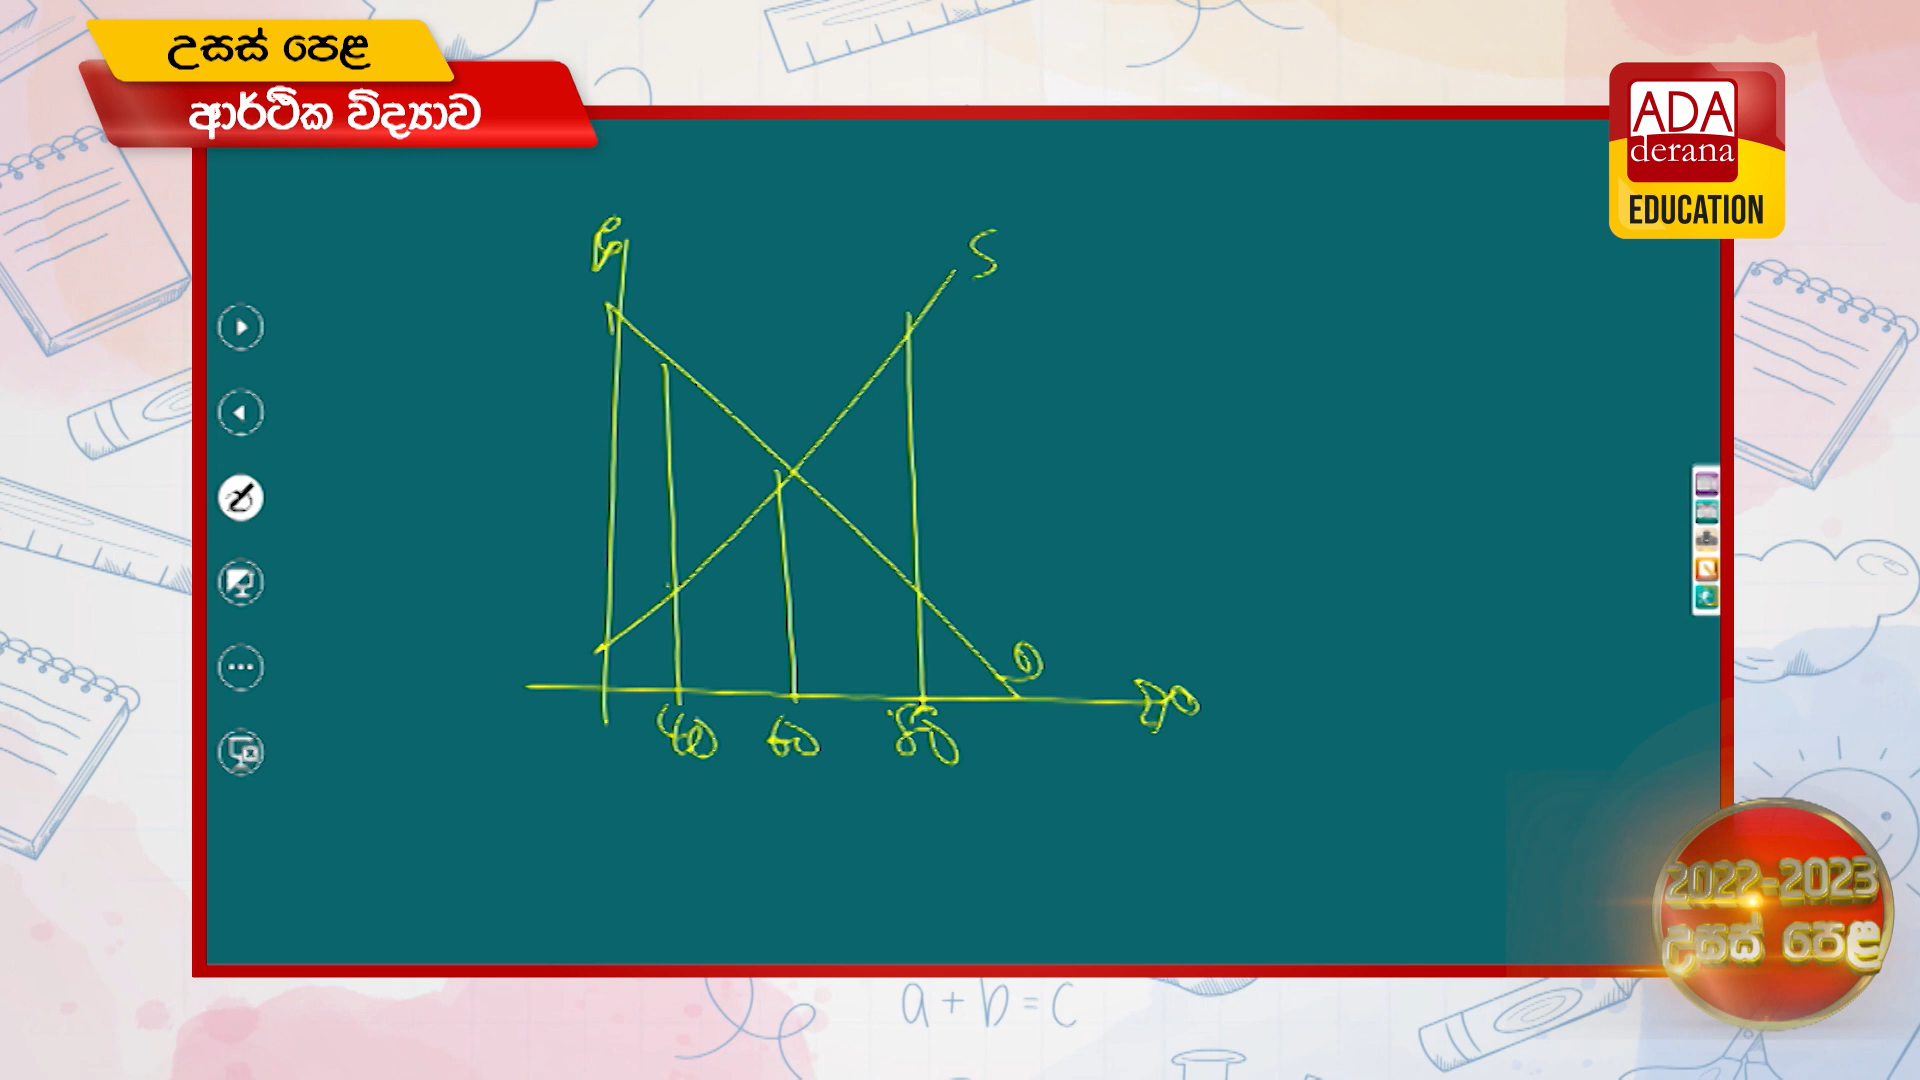 උසස් පෙළ
ආර්ථික විද්‍යාව
ADA
derana
EDUCATION
S
D
40 60 80
2022-2023
උසස් පෙළ
a + b = c